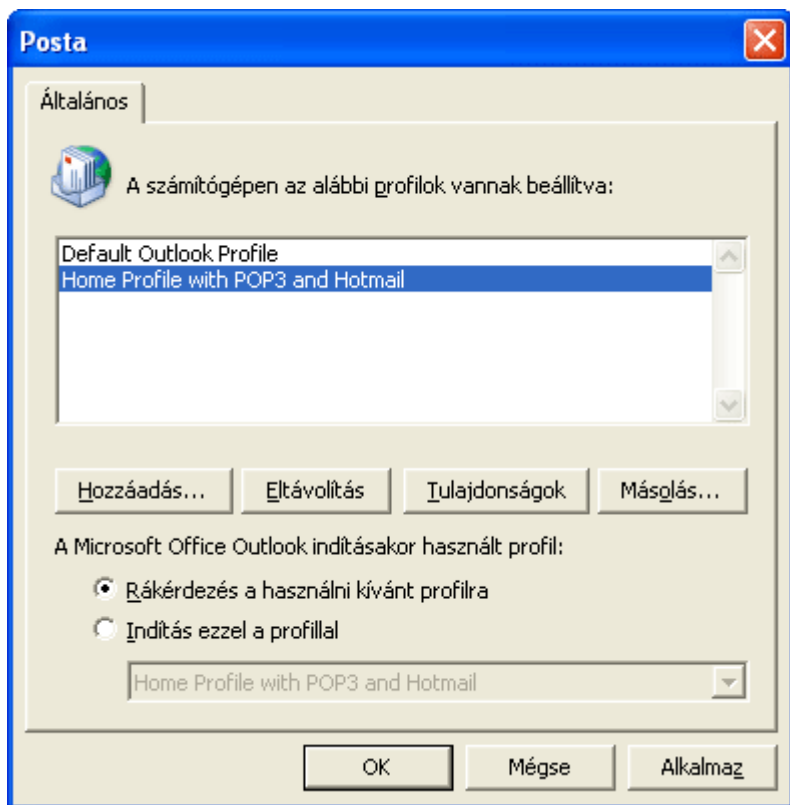 Posta
Általános
A számítógépen az alábbi profilok vannak beállítva:
Default Outlook Profile
Home Profile with POP3 and Hotmail
Hozzáadás... Eltávolítás Tulajdonságok Másolás...
A Microsoft Office Outlook indításakor használt profil:
Rákérdezés a használni kívánt profilra
Indítás ezzel a profillal
Home Profile with POP3 and Hotmail
OK Mégse Alkalmaz